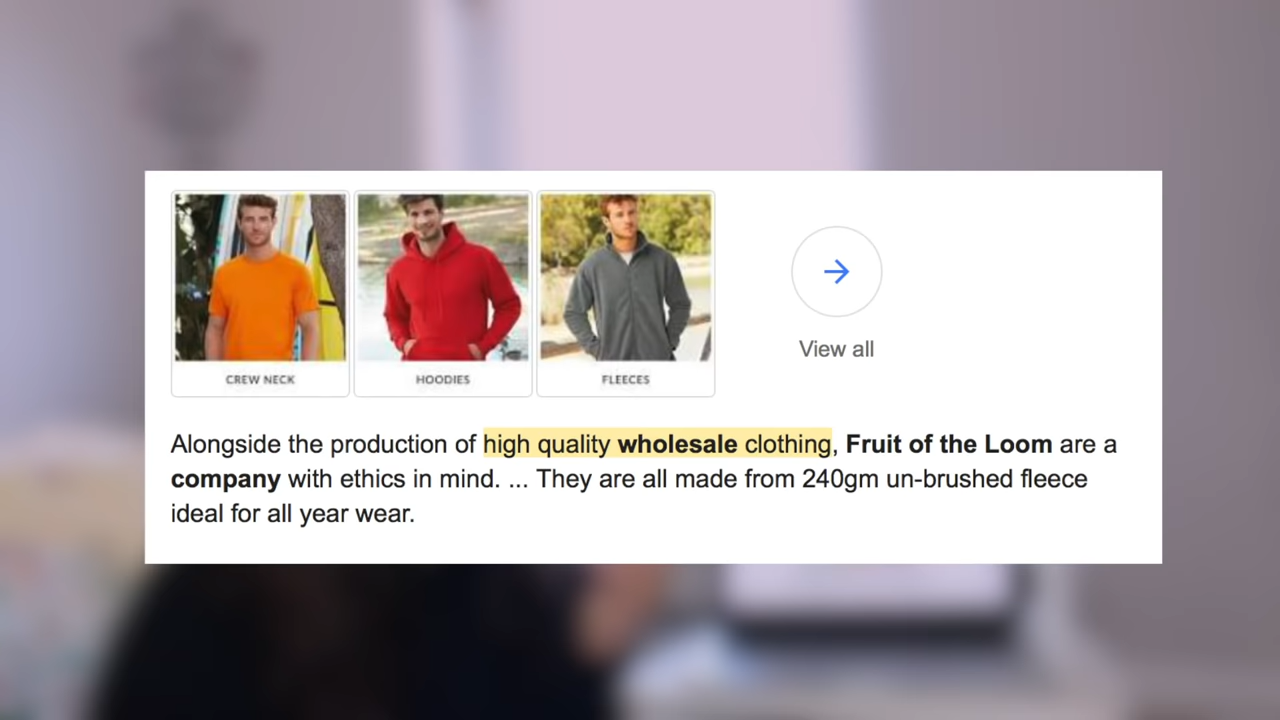 CREW NECK
HOODIES
FLEECES
View all
Alongside the production of high quality wholesale clothing, Fruit of the Loom are a
company with ethics in mind. ... They are all made from 240gm un-brushed fleece
ideal for all year wear.